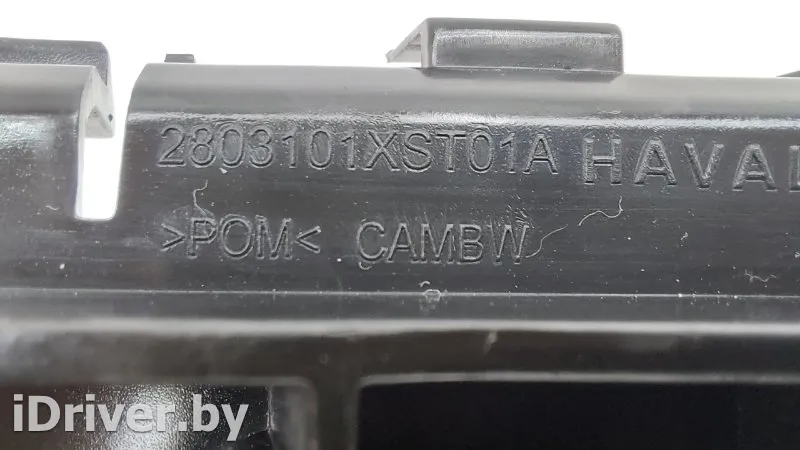 2803101XST01A HAVAL
>POM< CAMBW
iDriver.by